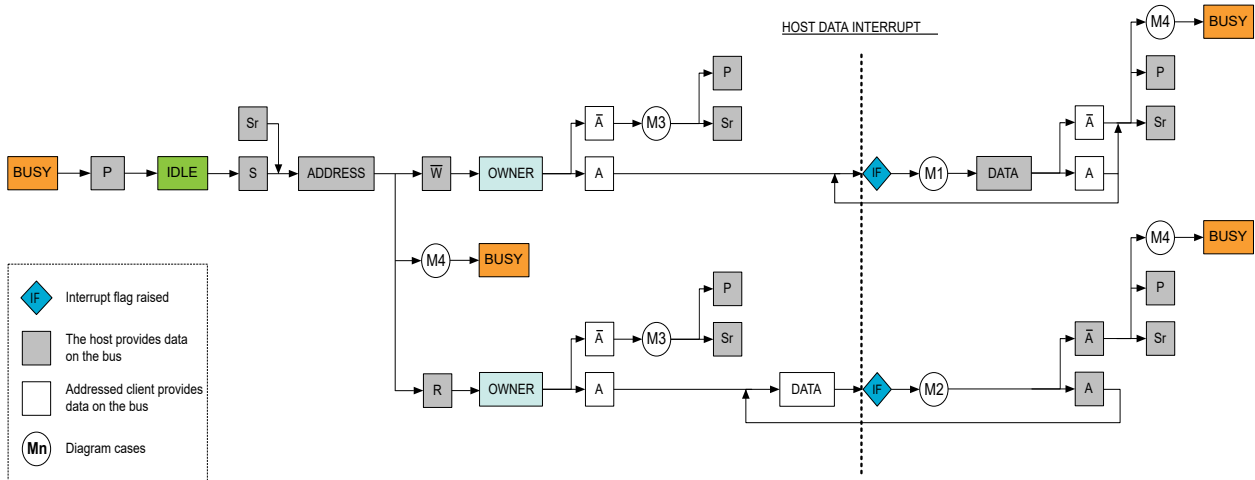 HOST DATA INTERRUPT
M4
BUSY
P
P
Sr
A̅
M3
Sr
A̅
Sr
BUSY
P
IDLE
S
ADDRESS
W̅
OWNER
A
IF
M1
DATA
A
M4
BUSY
M4
BUSY
P
P
A̅
M3
Sr
A̅
Sr
R
OWNER
A
DATA
IF
M2
A
IF
Interrupt flag raised
The host provides data
on the bus
Addressed client provides
data on the bus
Mn
Diagram cases